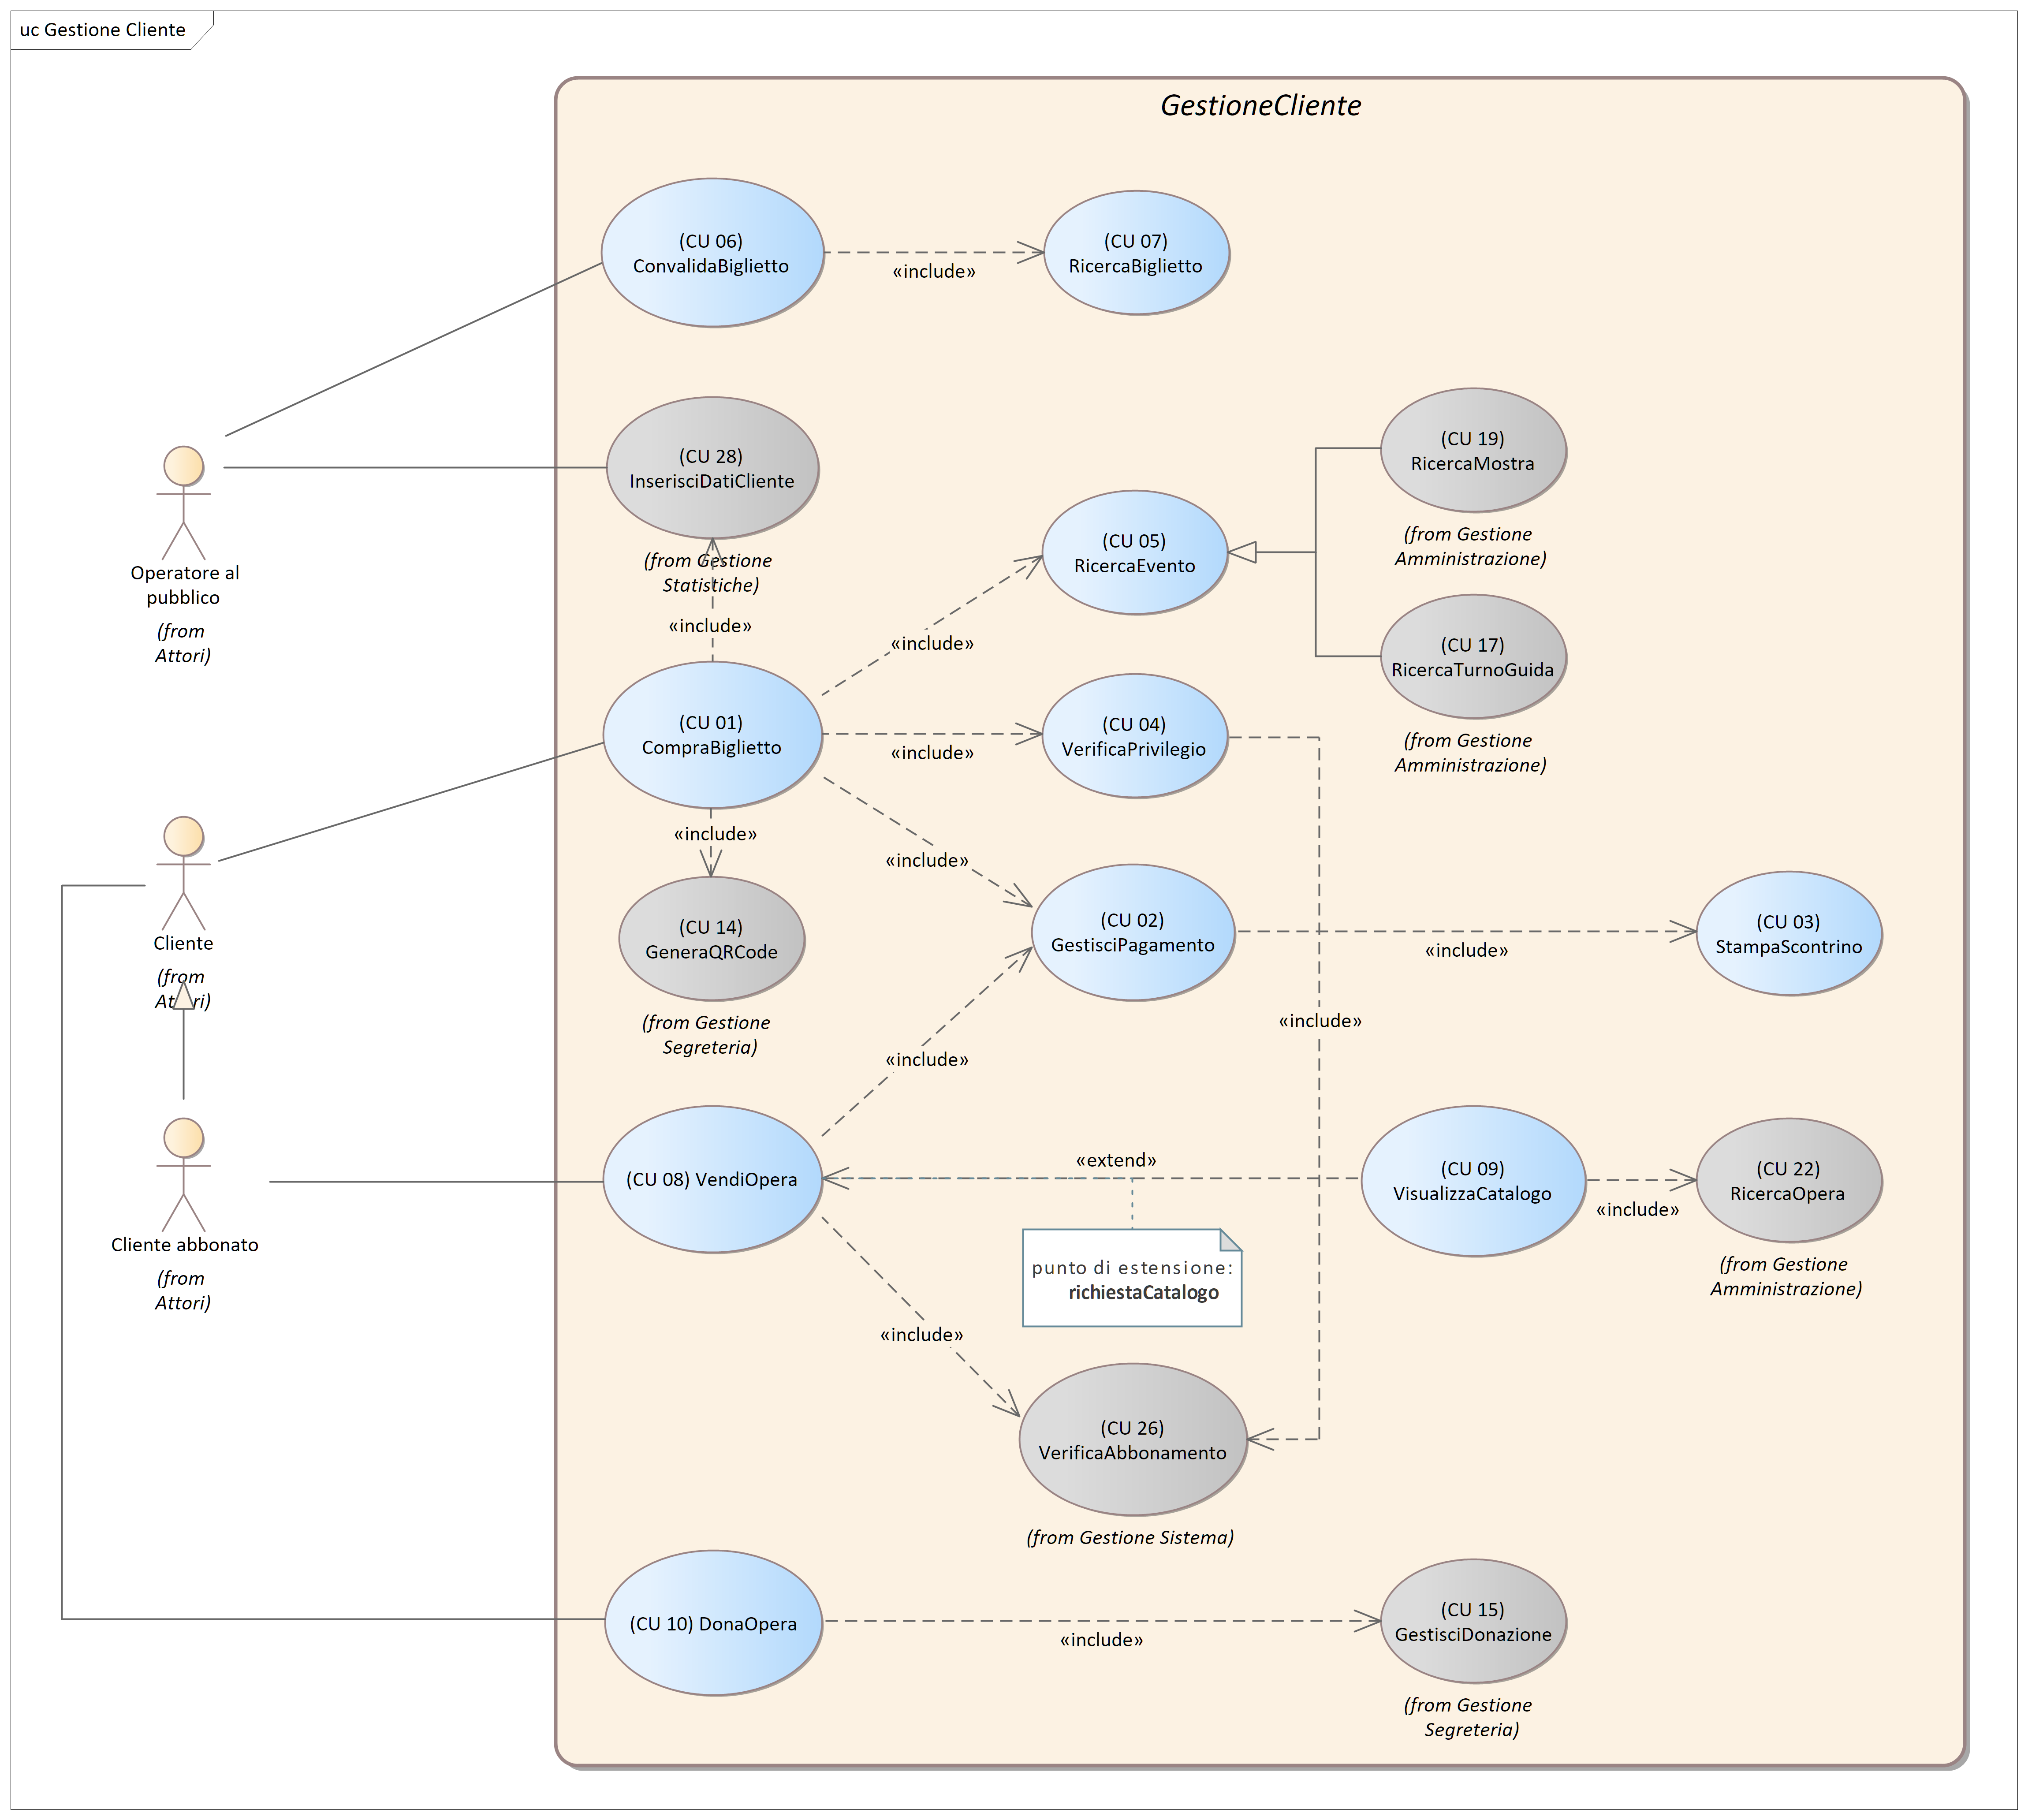 uc Gestione Cliente
GestioneCliente
(CU 06)
ConvalidaBiglietto
«include»
(CU 07)
RicercaBiglietto
Operatore al
pubblico
(from
Attori)
(CU 28)
InserisciDatiCliente
(from Gestione
Statistiche)
«include»
(CU 05)
RicercaEvento
«include»
(CU 19)
RicercaMostra
(from Gestione
Amministrazione)
(CU 17)
RicercaTurnoGuida
(from Gestione
Amministrazione)
(CU 01)
CompraBiglietto
«include»
(CU 04)
VerificaPrivilegio
«include»
«include»
Cliente
(from
Attori)
(CU 14)
GeneraQRCode
(from Gestione
Segreteria)
(CU 02)
GestisciPagamento
«include»
(CU 03)
StampaScontrino
«include»
«include»
Cliente abbonato
(from
Attori)
(CU 08) VendiOpera
«extend»
(CU 09)
VisualizzaCatalogo
«include»
(CU 22)
RicercaOpera
(from Gestione
Amministrazione)
punto di estensione:
richiestaCatalogo
«include»
(CU 26)
VerificaAbbonamento
(from Gestione Sistema)
(CU 10) DonaOpera
«include»
(CU 15)
GestisciDonazione
(from Gestione
Segreteria)